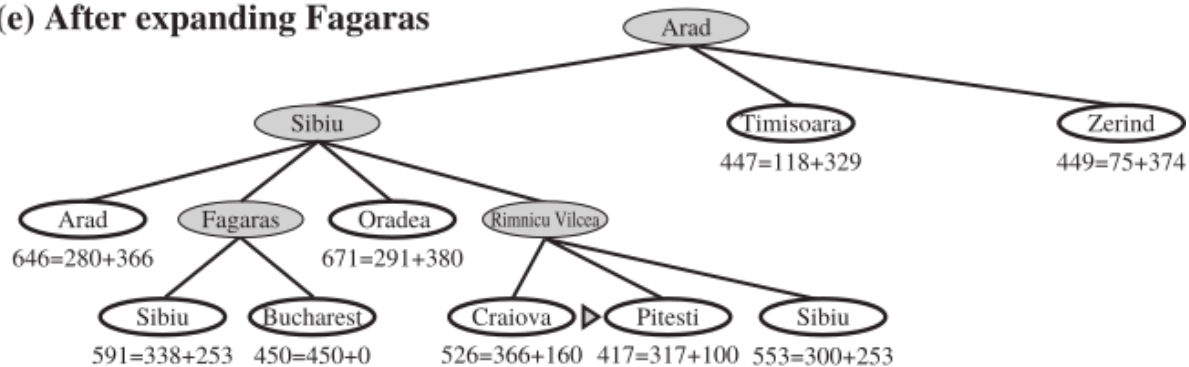 (e) After expanding Fagaras
Arad
Sibiu
Timisoara
Zerind
447=118+329
449=75+374
Arad
Fagaras
Oradea
Rimnicu Vilcea
646=280+366
671=291+380
Sibiu
Bucharest
Craiova
Pitesti
Sibiu
591=338+253
450=450+0
526=366+160
417=317+100
553=300+253